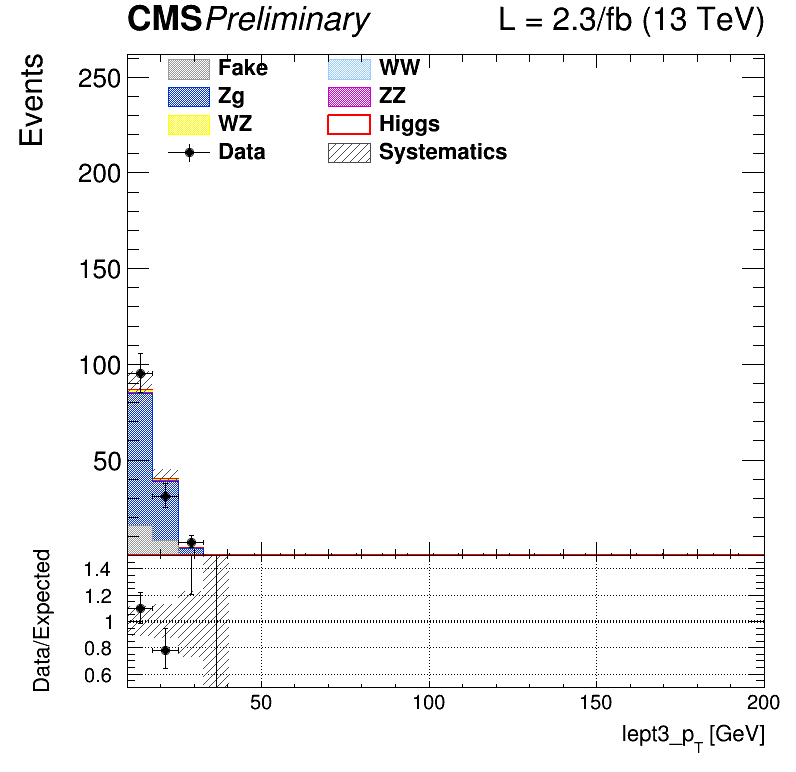 CMS Preliminary L = 2.3/fb (13 TeV)
Events
250
200
150
100
50
Fake WW
Zg ZZ
WZ Higgs
Data Systematics
Data/Expected
1.4
1.2
1
0.8
0.6
50 100 150 200
lept3_p_T [GeV]